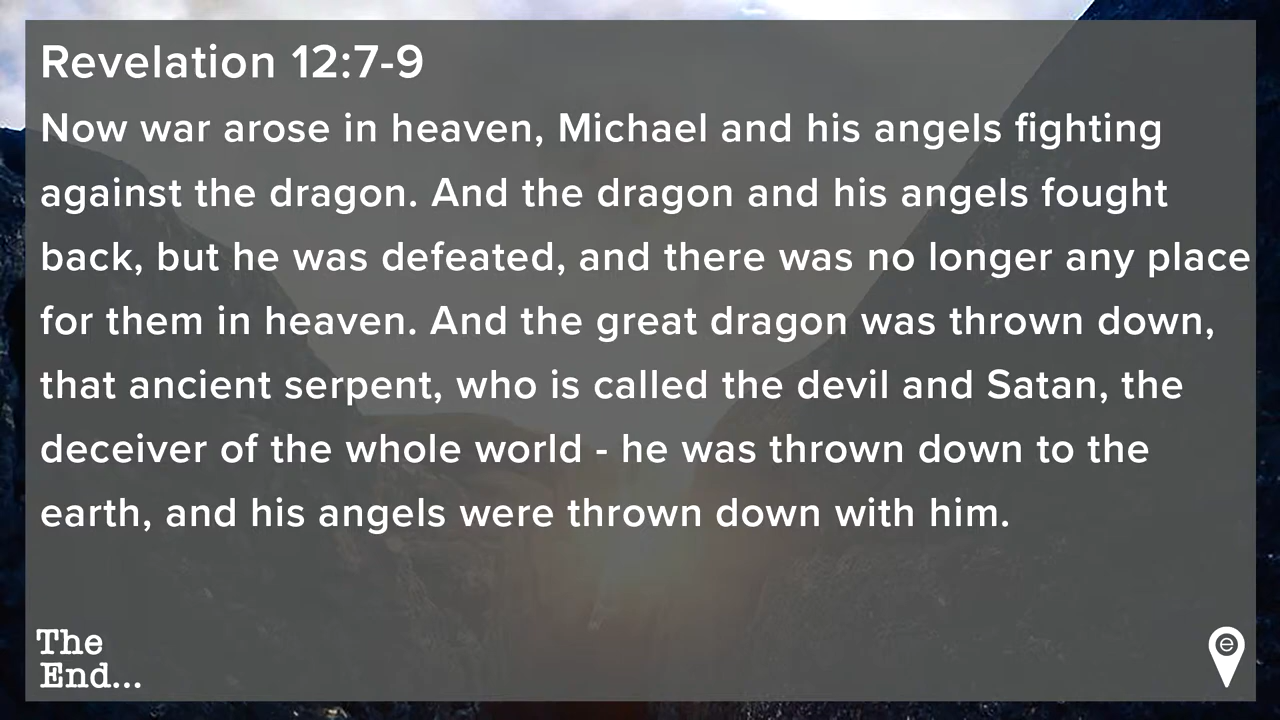 Revelation 12:7-9
Now war arose in heaven, Michael and his angels fighting
against the dragon. And the dragon and his angels fought
back, but he was defeated, and there was no longer any place
for them in heaven. And the great dragon was thrown down,
that ancient serpent, who is called the devil and Satan, the
deceiver of the whole world - he was thrown down to the
earth, and his angels were thrown down with him.
The
End...
e